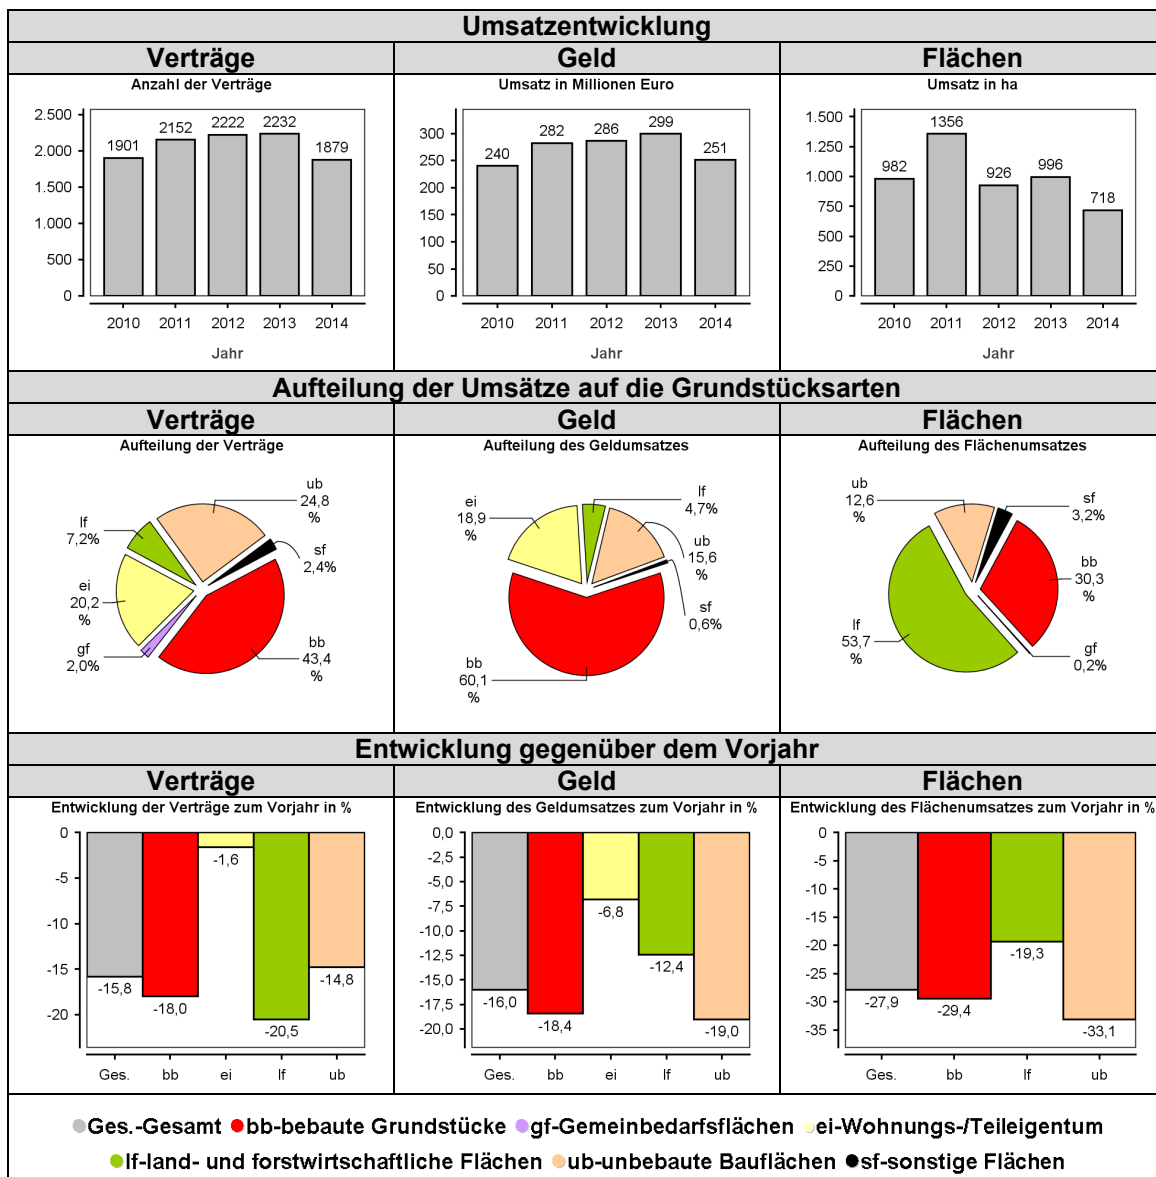 Umsatzentwicklung
Verträge
Geld
Flächen
Anzahl der Verträge
2.500
2.000
1.500
1.000
500
0
1901
2152
2222
2232
1879
2010
2011
2012
2013
2014
Jahr
Umsatz in Millionen Euro
300
250
200
150
100
50
0
240
282
286
299
251
2010
2011
2012
2013
2014
Jahr
Umsatz in ha
1.500
1.250
1.000
750
500
250
0
982
1356
926
996
718
2010
2011
2012
2013
2014
Jahr
Aufteilung der Umsätze auf die Grundstücksarten
Verträge
Geld
Flächen
Aufteilung der Verträge
ub
24,8
%
lf
7,2%
sf
2,4%
ei
20,2
%
gf
2,0%
bb
43,4
%
Aufteilung des Geldumsatzes
ei
18,9
%
lf
4,7%
ub
15,6
%
sf
0,6%
bb
60,1
%
Aufteilung des Flächenumsatzes
ub
12,6
%
sf
3,2%
bb
30,3
%
lf
53,7
%
gf
0,2%
Entwicklung gegenüber dem Vorjahr
Verträge
Geld
Flächen
Entwicklung der Verträge zum Vorjahr in %
0
-5
-10
-15
-20
-15,8
-18,0
-1,6
-20,5
-14,8
Ges.
bb
ei
lf
ub
Entwicklung des Geldumsatzes zum Vorjahr in %
0,0
-2,5
-5,0
-7,5
-10,0
-12,5
-15,0
-17,5
-20,0
-16,0
-18,4
-6,8
-12,4
-19,0
Ges.
bb
ei
lf
ub
Entwicklung des Flächenumsatzes zum Vorjahr in %
0
-5
-10
-15
-20
-25
-30
-35
-27,9
-29,4
-19,3
-33,1
Ges.
bb
lf
ub
Ges.-Gesamt bb-bebaute Grundstücke gf-Gemeinbedarfsflächen ei-Wohnungs-/Teileigentum
lf-land- und forstwirtschaftliche Flächen ub-unbebaute Bauflächen sf-sonstige Flächen